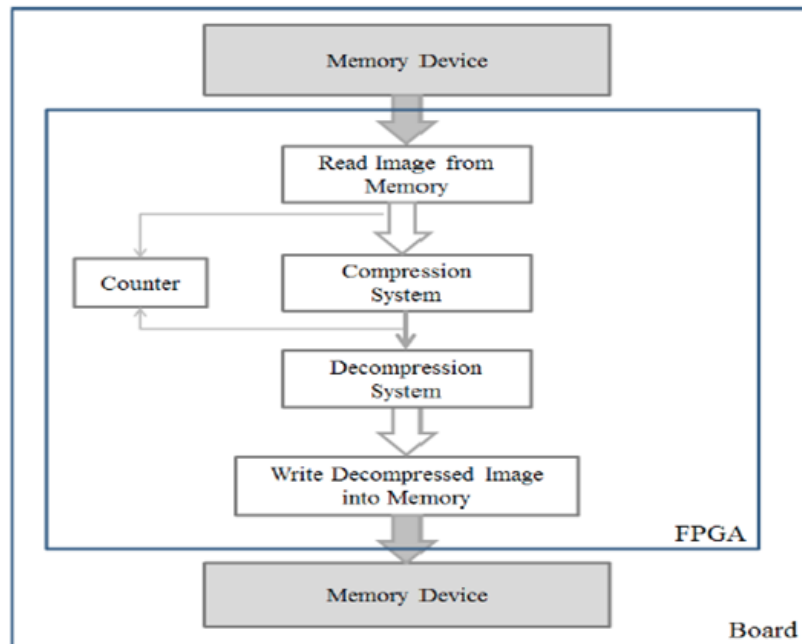 Memory Device
Read Image from
Memory
Counter
Compression
System
Decompression
System
Write Decompressed Image
into Memory
FPGA
Memory Device
Board